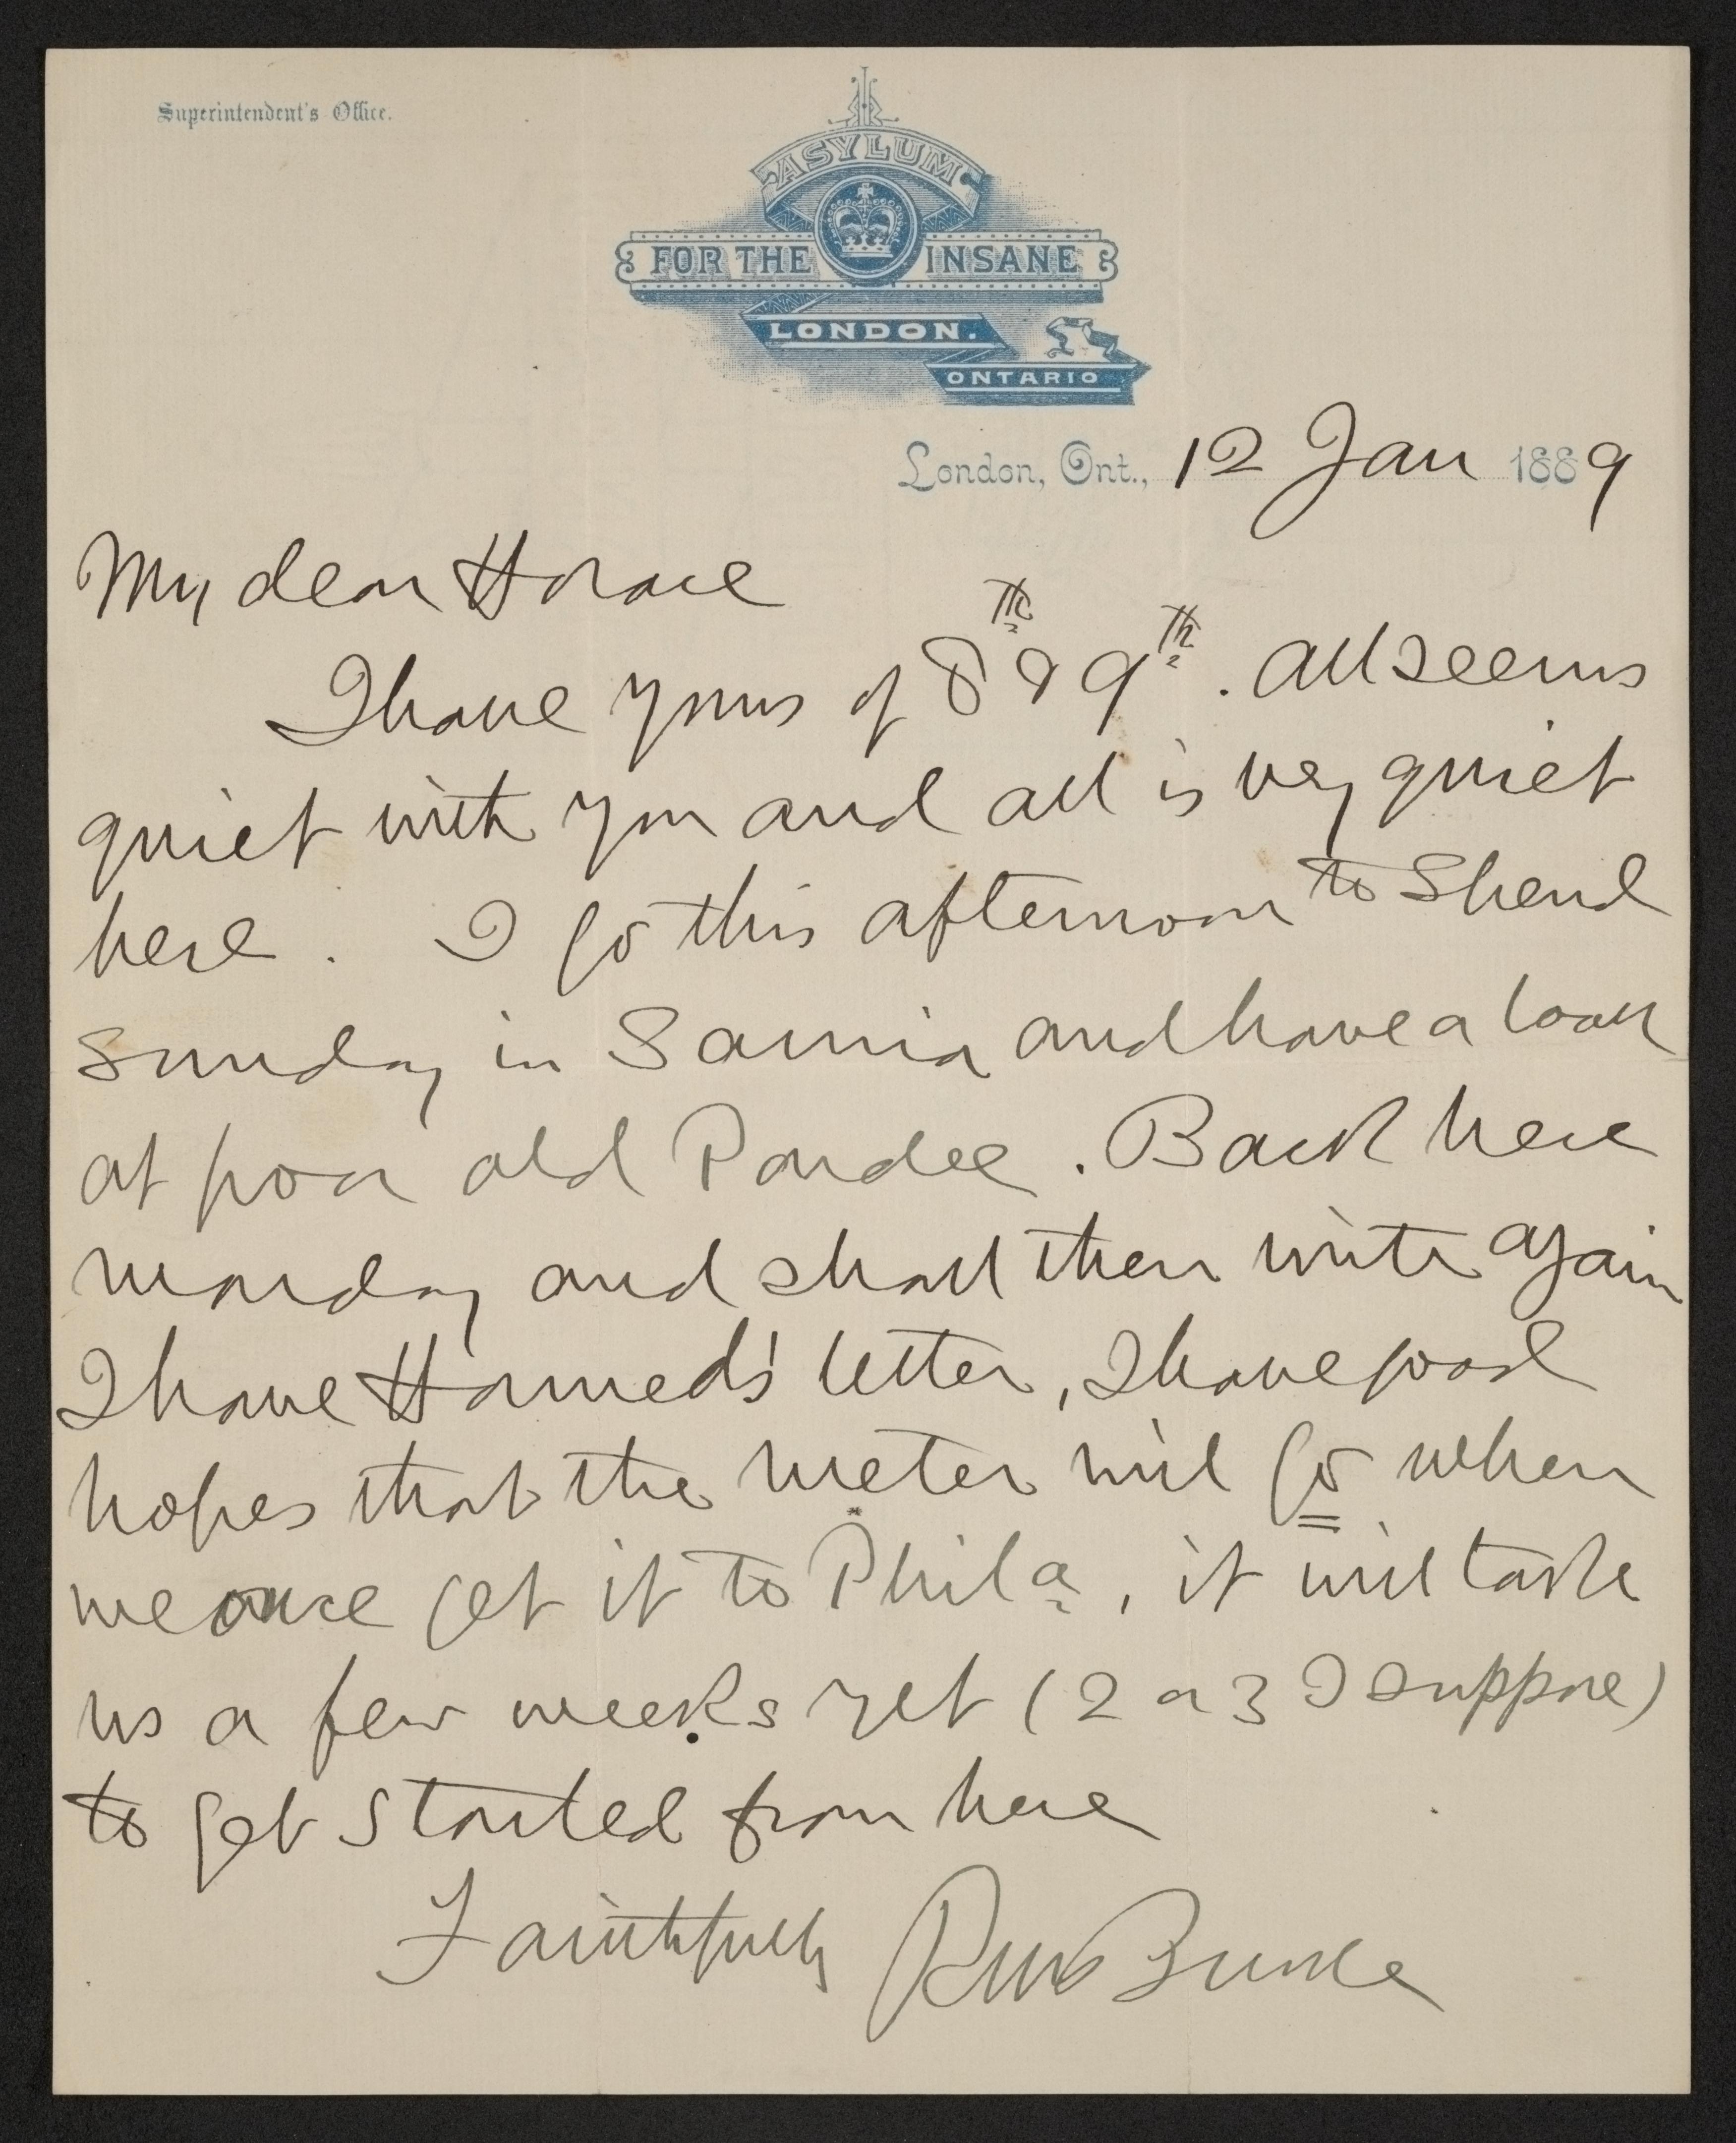 Superintendent's Office.
ASYLUM
FOR THE INSANE
LONDON.
ONTARIO
London, Ont., 12 Jan 1889
My dear Horace
I have yours of 8th & 9th. All seems
quiet with you and all is very quiet
here. I go this afternoon to spend
Sunday in Sarnia and have a look
at poor old Pardee. Back here
monday and shall then write again
I have Harned's letter, I have good
hopes that the meter will go when
we once get it to Phila, it will take
us a few weeks yet (2 or 3 I suppose)
to get started from here
Faithfully RM Bucke